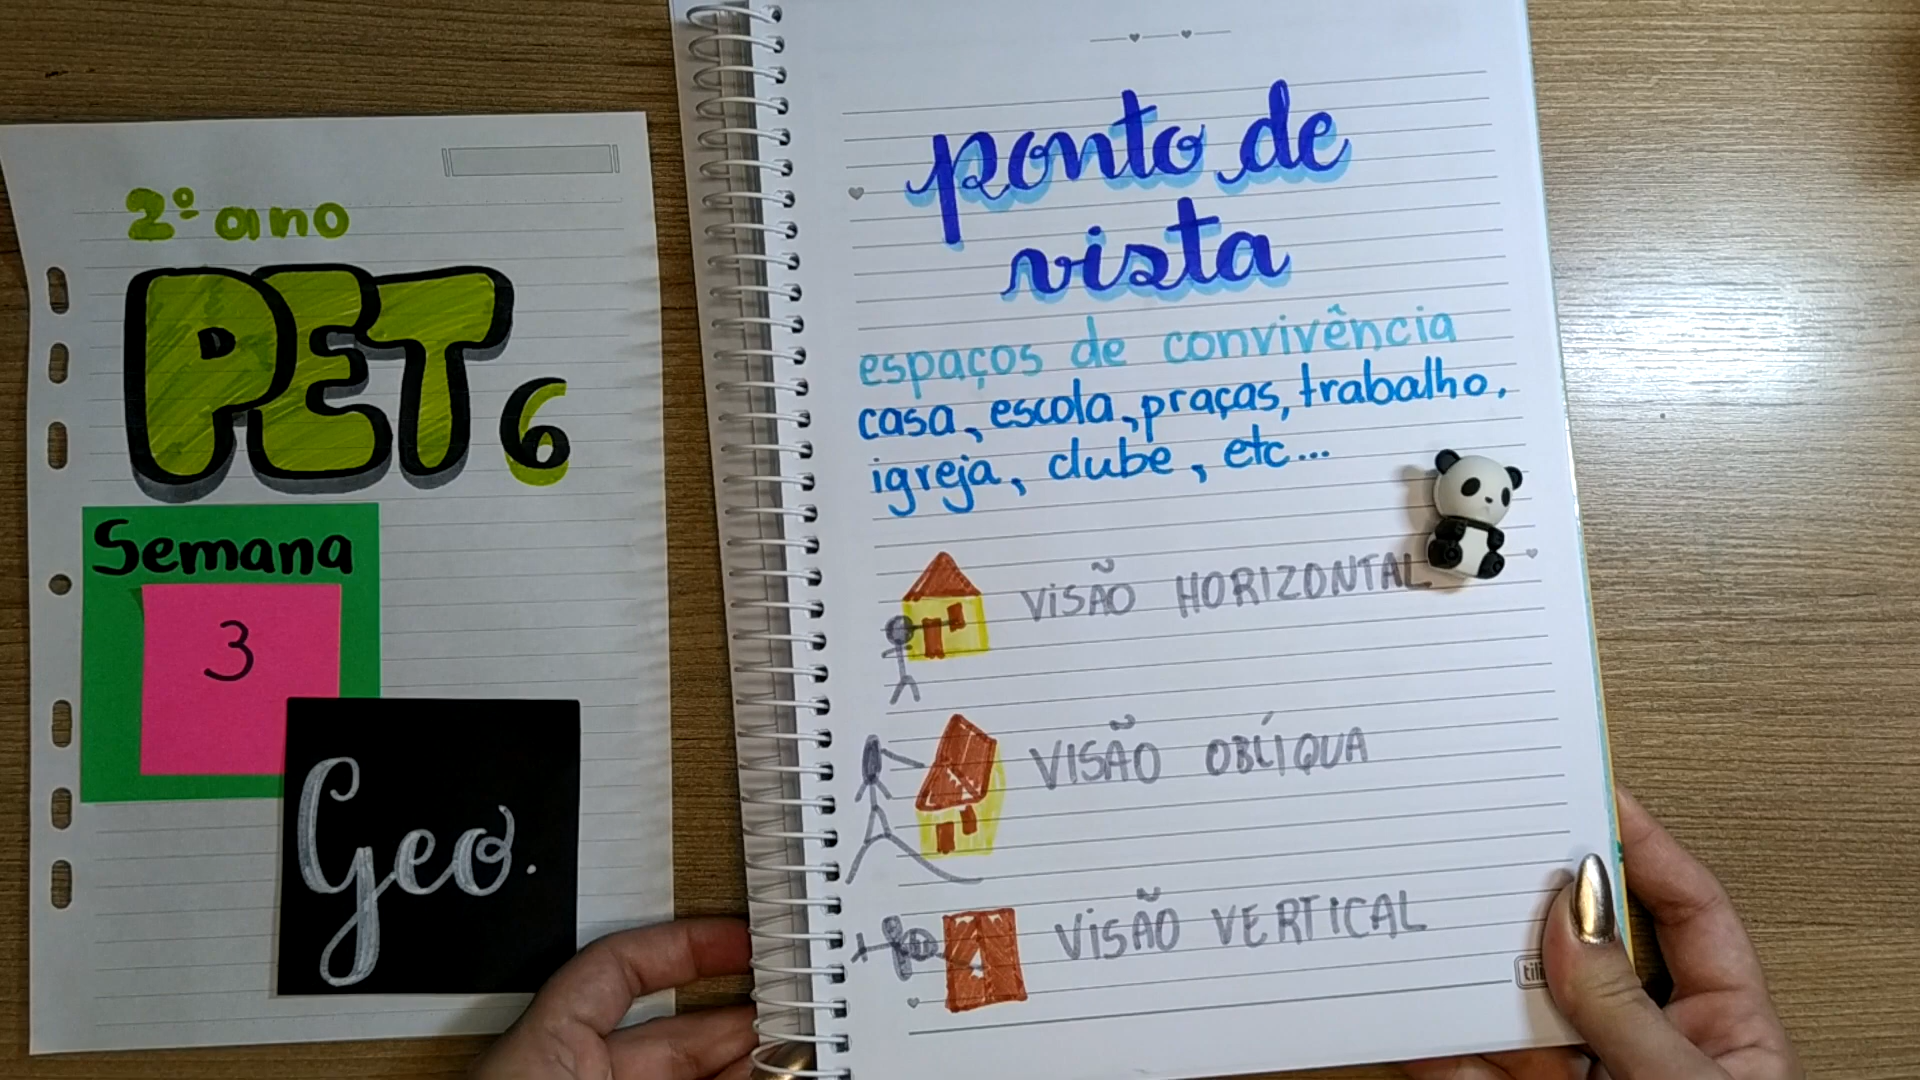 2º ano
PET 6
Semana
3
Geo.
ponto de
vista
espaços de convivência
casa, escola, praças, trabalho,
igreja, clube, etc...
VISÃO HORIZONTAL
VISÃO OBLÍQUA
VISÃO VERTICAL